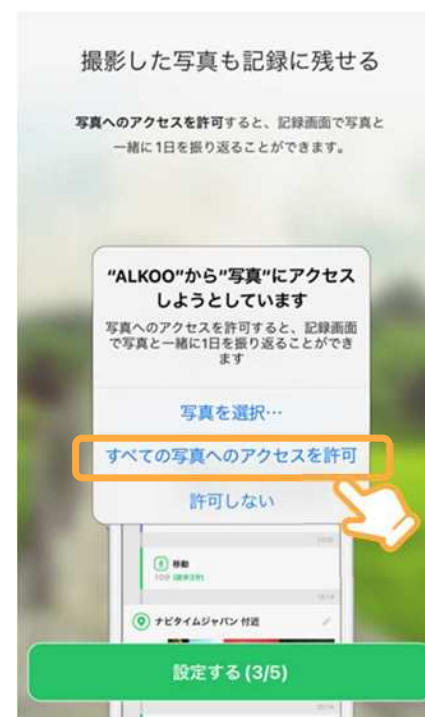 撮影した写真も記録に残せる
写真へのアクセスを許可すると、記録画面で写真と
一緒に1日を振り返ることができます。
"ALKOO"から"写真"にアクセス
しようとしています
写真へのアクセスを許可すると、記録画面
で写真と一緒に1日を振り返ることができ
ます
写真を選択…
すべての写真へのアクセスを許可
許可しない
移動
ナビタイムジャパン 付近
設定する (3/5)